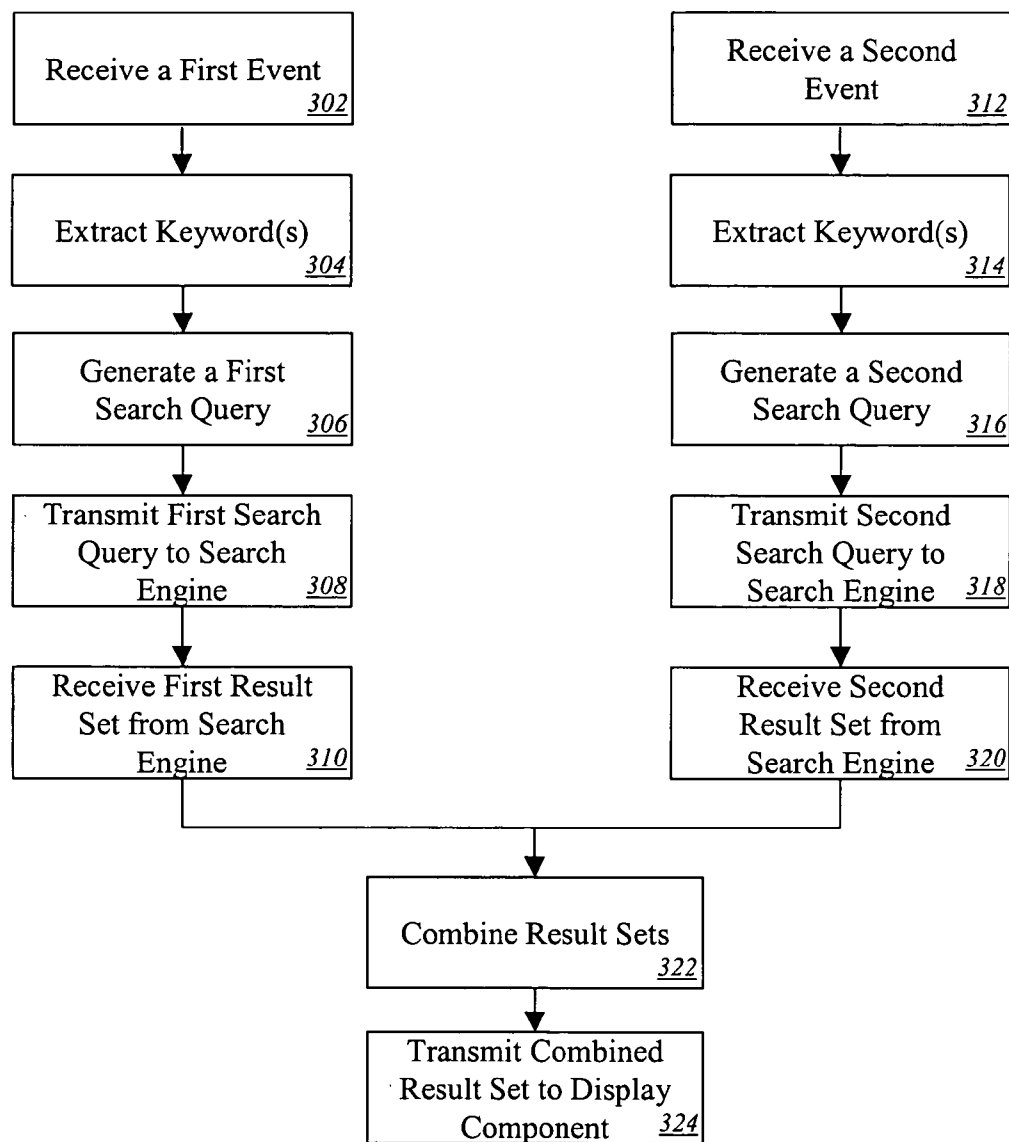 Receive a First Event
302
Extract Keyword(s)
304
Generate a First
Search Query
306
Transmit First Search
Query to Search
Engine
308
Receive First Result
Set from Search
Engine
310
Receive a Second
Event
312
Extract Keyword(s)
314
Generate a Second
Search Query
316
Transmit Second
Search Query to
Search Engine
318
Receive Second
Result Set from
Search Engine
320
Combine Result Sets
322
Transmit Combined
Result Set to Display
Component
324